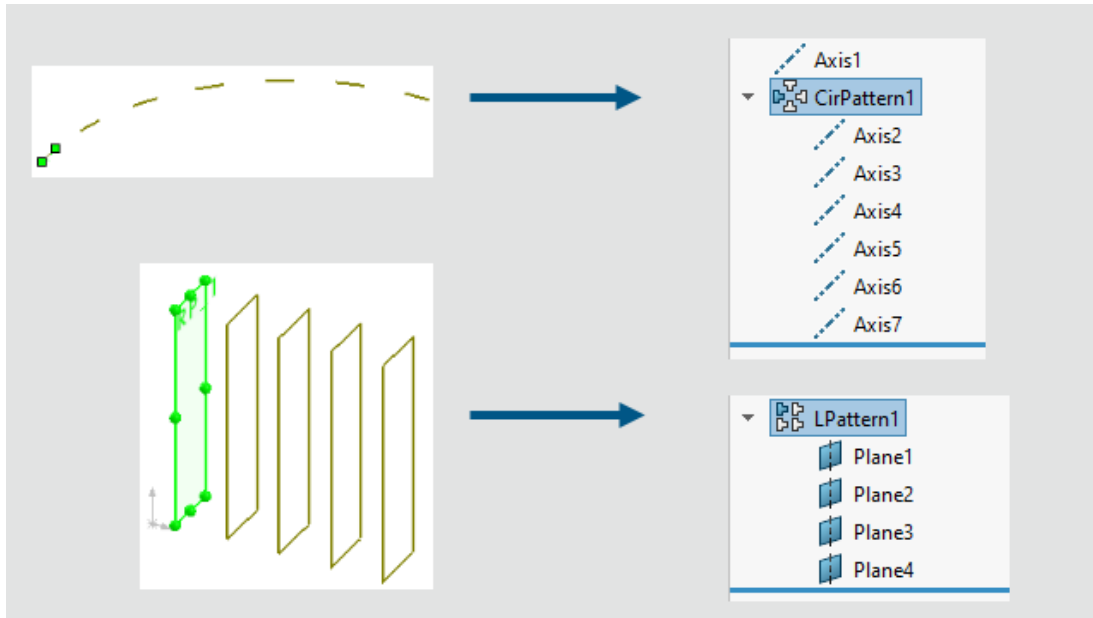 Axis1
CirPattern1
Axis2
Axis3
Axis4
Axis5
Axis6
Axis7
LPattern1
Plane1
Plane2
Plane3
Plane4